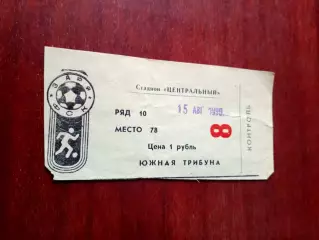 Стадион «ЦЕНТРАЛЬНЫЙ»
РЯД 10
15 АВГ
МЕСТО 78
8
Цена 1 рубль
ЮЖНАЯ ТРИБУНА
КОНТРОЛЬ